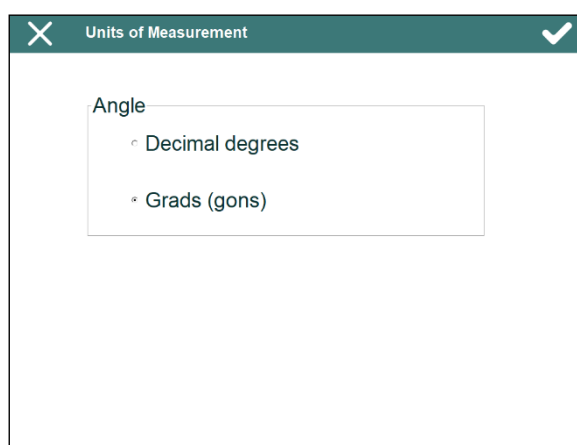 Units of Measurement
Angle
Decimal degrees
Grads (gons)